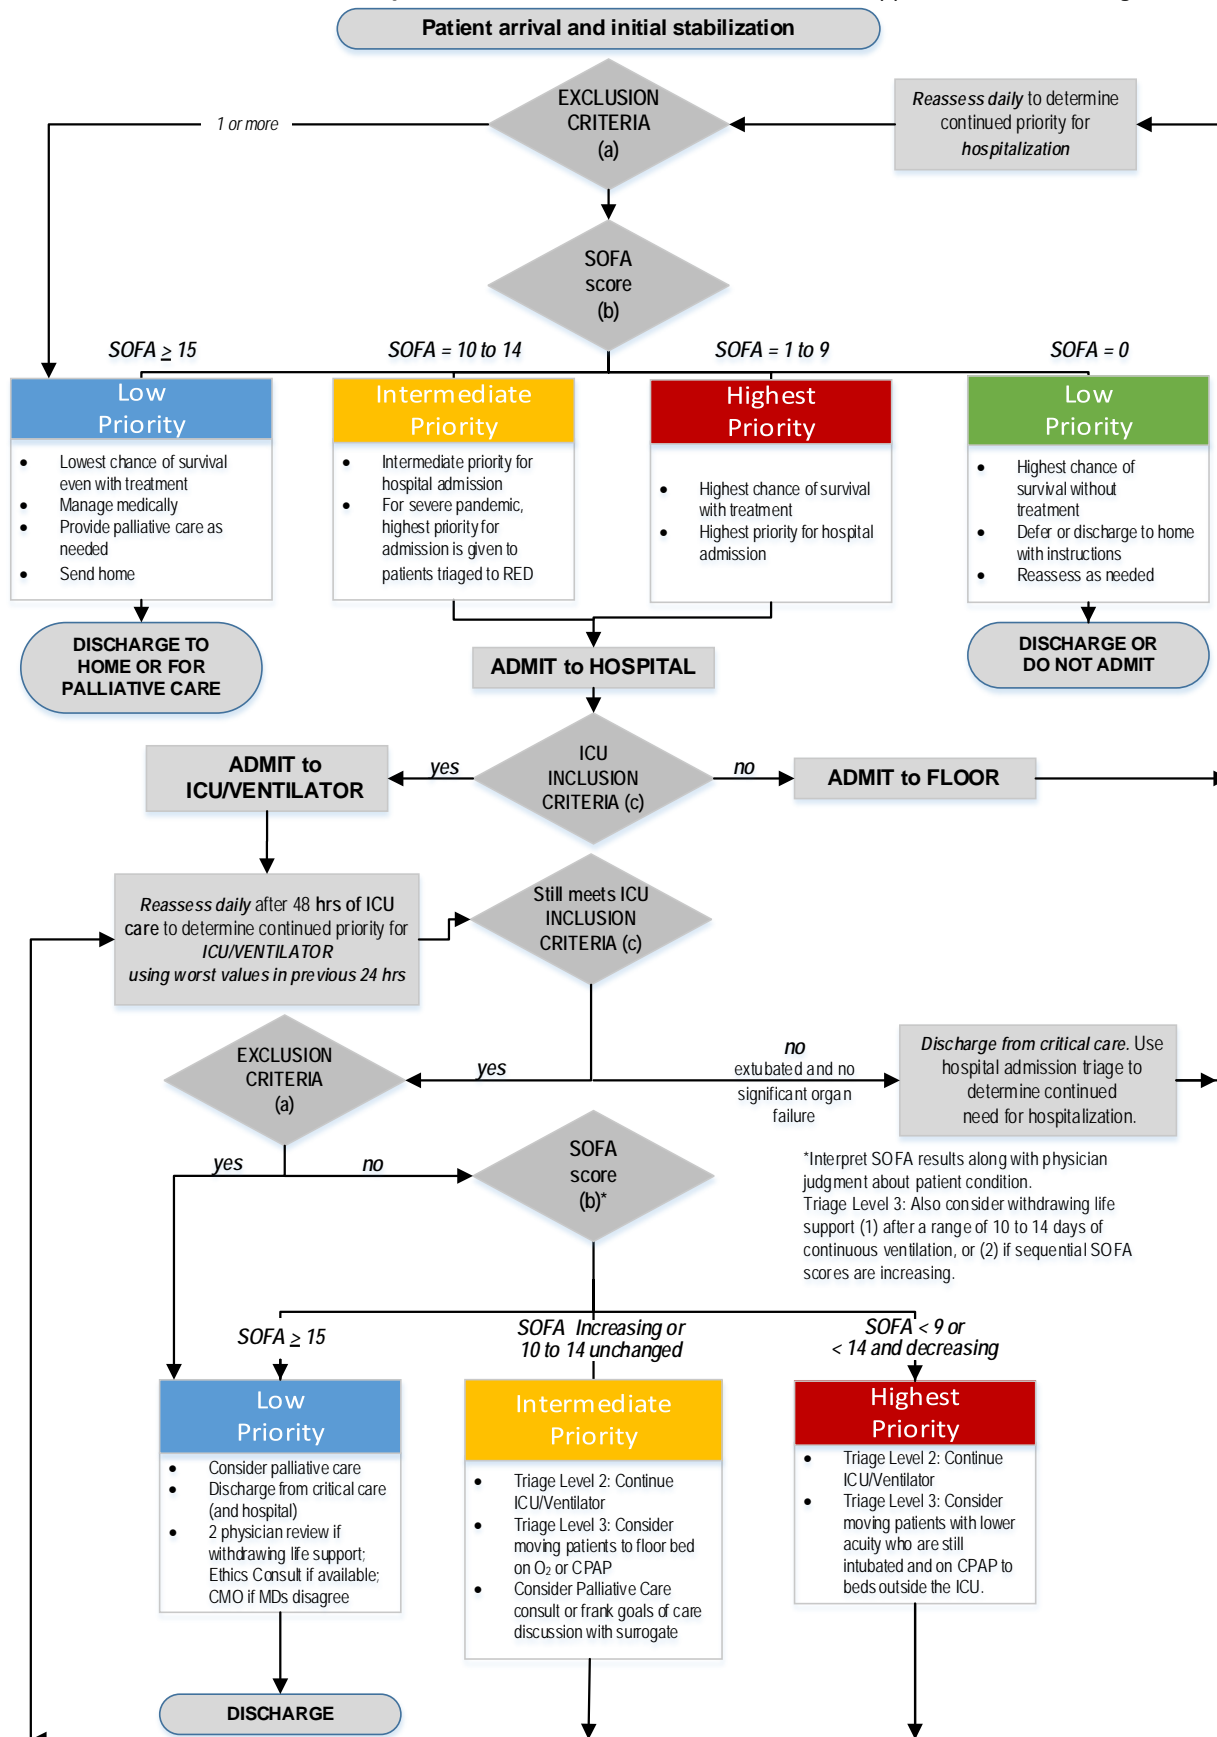 Patient arrival and initial stabilization
EXCLUSION
CRITERIA
(a)
Reassess daily to determine
continued priority for
hospitalization
1 or more
SOFA
score
(b)
SOFA ≥ 15
SOFA = 10 to 14
SOFA = 1 to 9
SOFA = 0
Low
Priority
• Lowest chance of survival
even with treatment
• Manage medically
• Provide palliative care as
needed
• Send home
Intermediate
Priority
• Intermediate priority for
hospital admission
• For severe pandemic,
highest priority for
admission is given to
patients triaged to RED
Highest
Priority
• Highest chance of survival
with treatment
• Highest priority for hospital
admission
Low
Priority
• Highest chance of
survival without
treatment
• Defer or discharge to home
with instructions
• Reassess as needed
DISCHARGE TO
HOME OR FOR
PALLIATIVE CARE
ADMIT to HOSPITAL
DISCHARGE OR
DO NOT ADMIT
ADMIT to
ICU/VENTILATOR
yes
ICU
INCLUSION
CRITERIA (c)
no
ADMIT to FLOOR
Reassess daily after 48 hrs of ICU
care to determine continued priority for
ICU/VENTILATOR
using worst values in previous 24 hrs
Still meets ICU
INCLUSION
CRITERIA (c)
EXCLUSION
CRITERIA
(a)
yes
no
extubated and no
significant organ
failure
Discharge from critical care. Use
hospital admission triage to
determine continued
need for hospitalization.
yes
no
SOFA
score
(b)*
*Interpret SOFA results along with physician
judgment about patient condition.
Triage Level 3: Also consider withdrawing life
support (1) after a range of 10 to 14 days of
continuous ventilation, or (2) if sequential SOFA
scores are increasing.
SOFA ≥ 15
SOFA Increasing or
10 to 14 unchanged
SOFA < 9 or
< 14 and decreasing
Low
Priority
• Consider palliative care
• Discharge from critical care
(and hospital)
• 2 physician review if
withdrawing life support;
Ethics Consult if available;
CMO if MDs disagree
Intermediate
Priority
• Triage Level 2: Continue
ICU/Ventilator
• Triage Level 3: Consider
moving patients to floor bed
on O₂ or CPAP
• Consider Palliative Care
consult or frank goals of care
discussion with surrogate
Highest
Priority
• Triage Level 2: Continue
ICU/Ventilator
• Triage Level 3: Consider
moving patients with lower
acuity who are still
intubated and on CPAP to
beds outside the ICU.
DISCHARGE